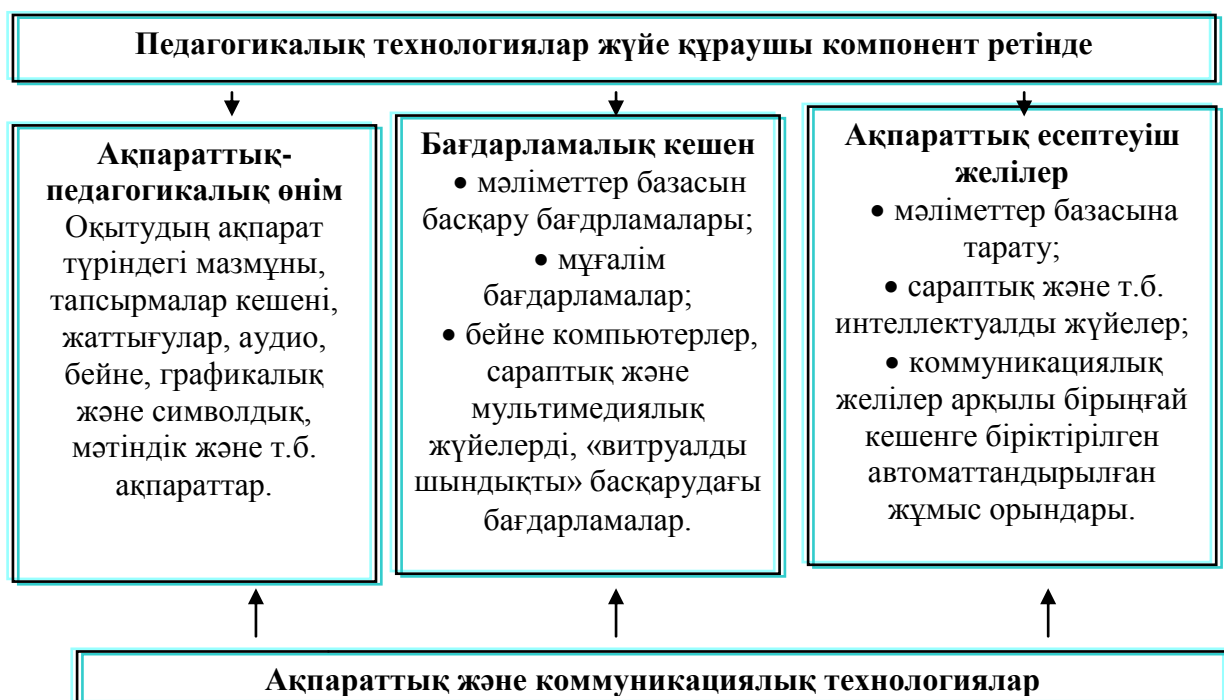 Педагогикалық технологиялар жүйе құраушы компонент ретінде
Ақпараттық-
педагогикалық өнім
Оқытудың ақпарат
түріндегі мазмұны,
тапсырмалар кешені,
жаттығулар, аудио,
бейне, графикалық
және символдық,
мәтіндік және т.б.
ақпараттар.
Бағдарламалық кешен
• мәліметтер базасын
басқару бағдрламалары;
• мұғалім
бағдарламалар;
• бейне компьютерлер,
сараптық және
мультимедиялық
жүйелерді, «витруалды
шындықты» басқарудағы
бағдарламалар.
Ақпараттық есептеуіш
желілер
• мәліметтер базасына
тарату;
• сараптық және т.б.
интеллектуалды жүйелер;
• коммуникациялық
желілер арқылы бірыңғай
кешенге біріктірілген
автоматтандырылған
жұмыс орындары.
Ақпараттық және коммуникациялық технологиялар